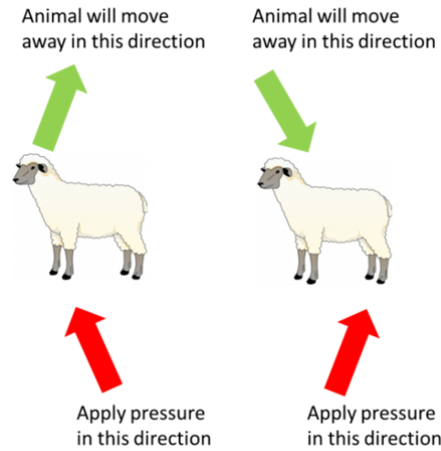 Animal will move
away in this direction
Animal will move
away in this direction
Apply pressure
in this direction
Apply pressure
in this direction